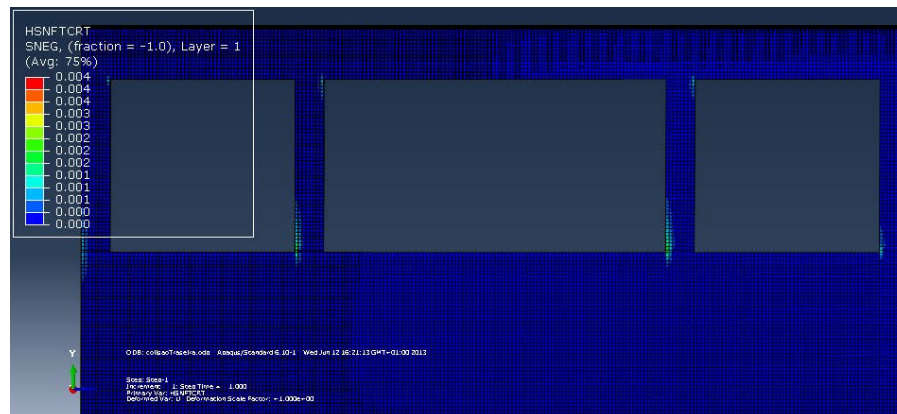 HSNFTCRT
SNEG, (fraction = -1.0), Layer = 1
(Avg: 75%)
0.004
0.004
0.004
0.003
0.003
0.002
0.002
0.002
0.001
0.001
0.001
0.000
0.000
Y
ODB: colisaoTraseira.odb Abaqus/Standard 6.10-1 Wed Jun 12 16:21:13 GMT+01:00 2013
Step: Step-1
Increment 1: Step Time = 1.000
Primary Var: HSNFTCRT
Deformed Var: U Deformation Scale Factor: +1.000e+00